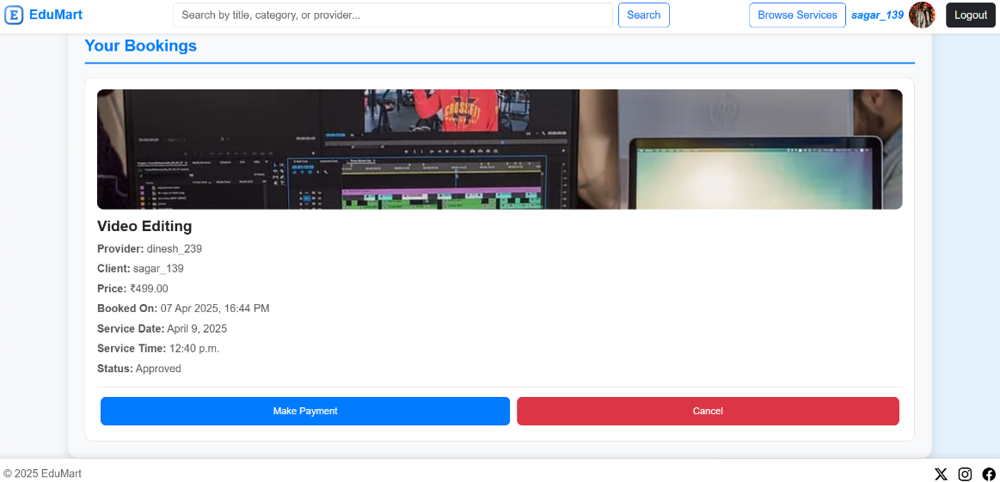 E EduMart
Search by title, category, or provider...
Search
Browse Services
sagar_139
Logout
Your Bookings
CROSSFIT
Video Editing
Provider: dinesh_239
Client: sagar_139
Price: ₹499.00
Booked On: 07 Apr 2025, 16:44 PM
Service Date: April 9, 2025
Service Time: 12:40 p.m.
Status: Approved
Make Payment
Cancel
© 2025 EduMart